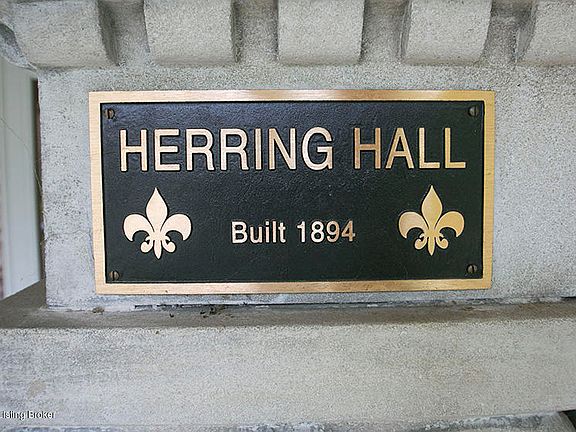 HERRING HALL
Built 1894
isting Broker